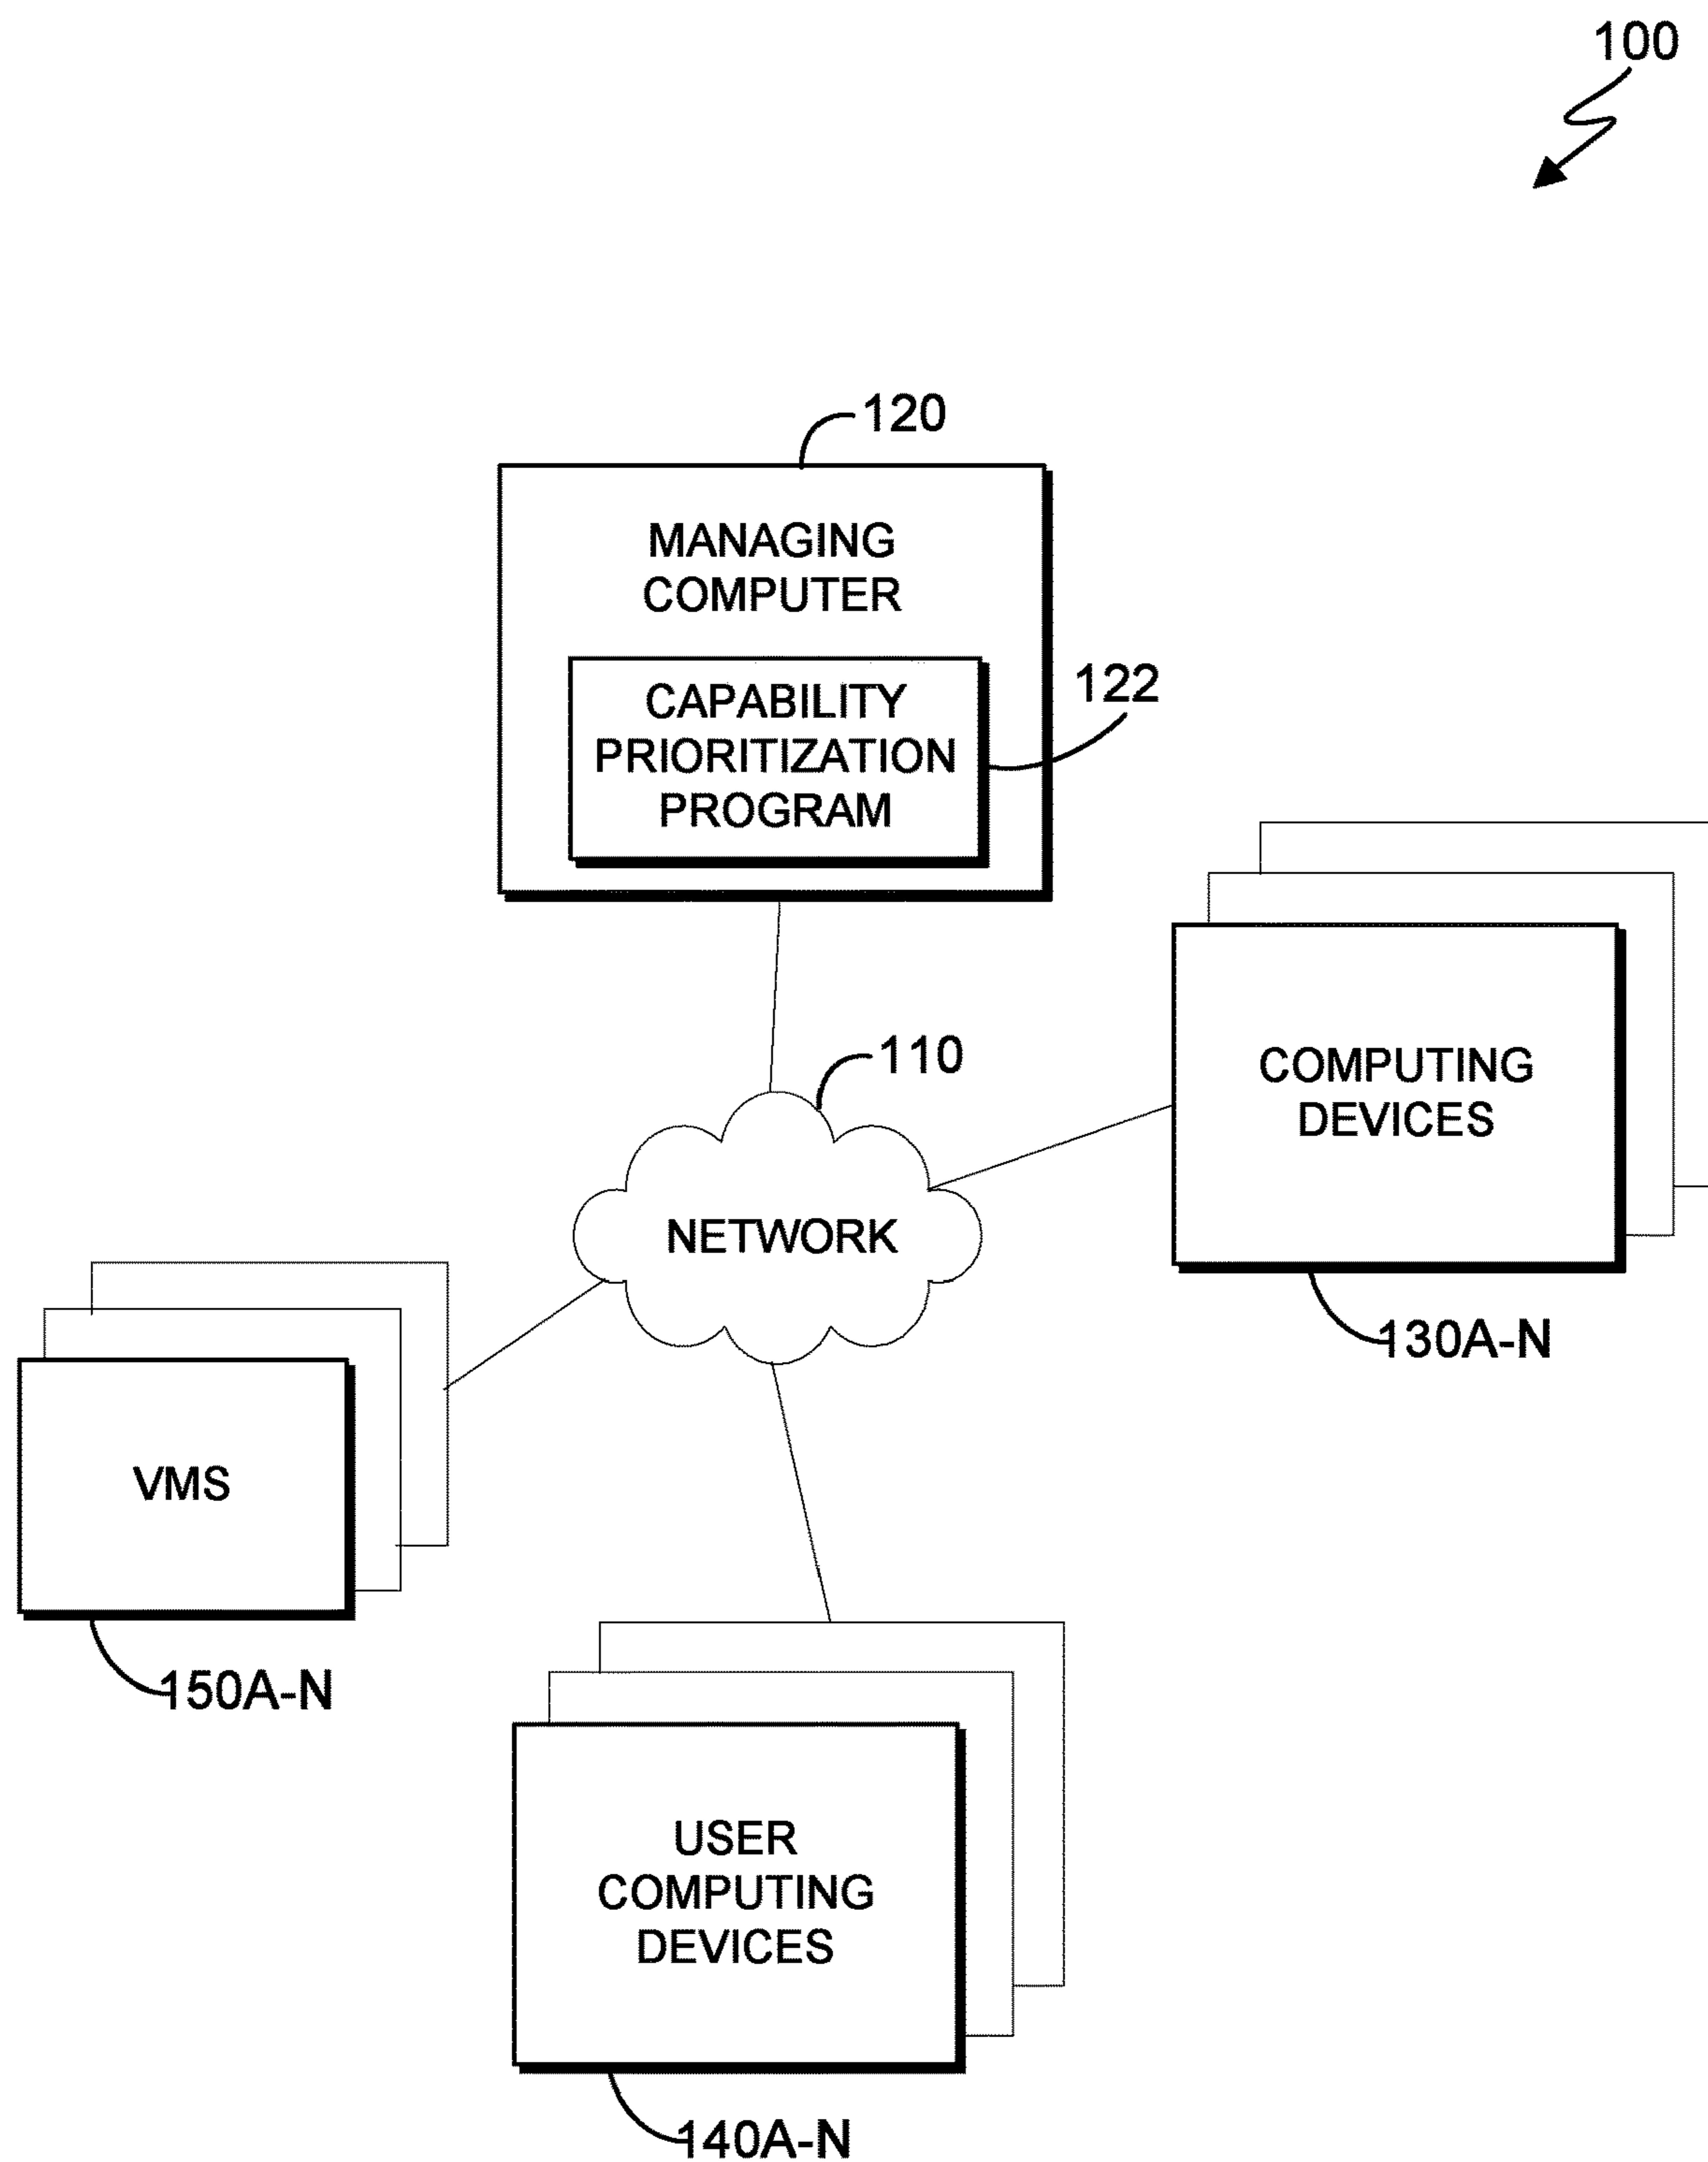 100
120
MANAGING
COMPUTER
122
CAPABILITY
PRIORITIZATION
PROGRAM
110
COMPUTING
DEVICES
NETWORK
130A-N
VMS
150A-N
USER
COMPUTING
DEVICES
140A-N